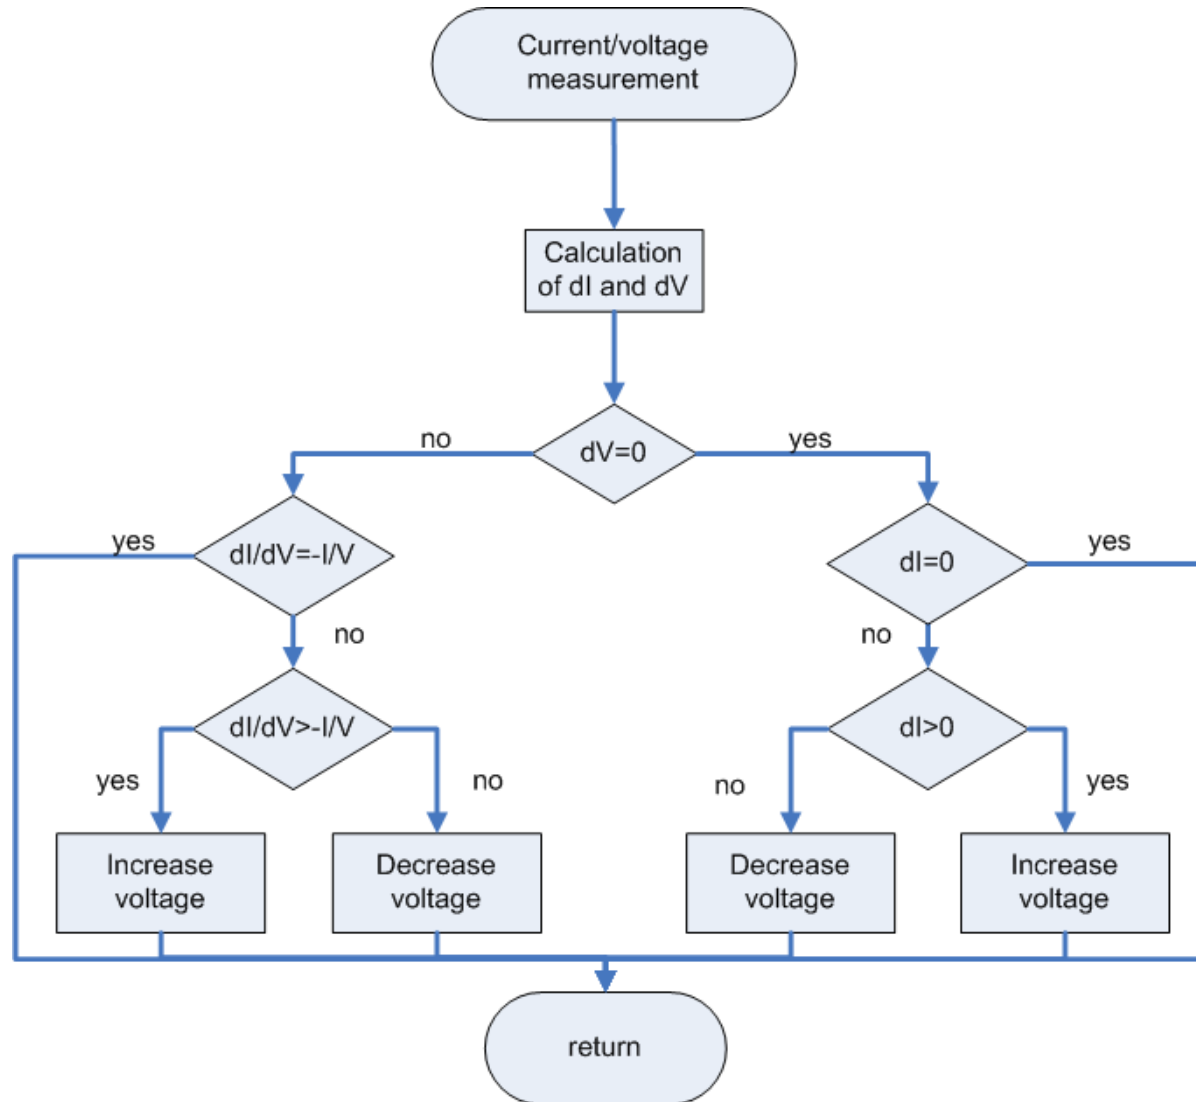 Current/voltage
measurement
Calculation
of dI and dV
dV=0
no
yes
dI/dV=-I/V
yes
no
dI=0
yes
no
dI/dV>-I/V
yes
no
dI>0
no
yes
Increase
voltage
Decrease
voltage
Decrease
voltage
Increase
voltage
return